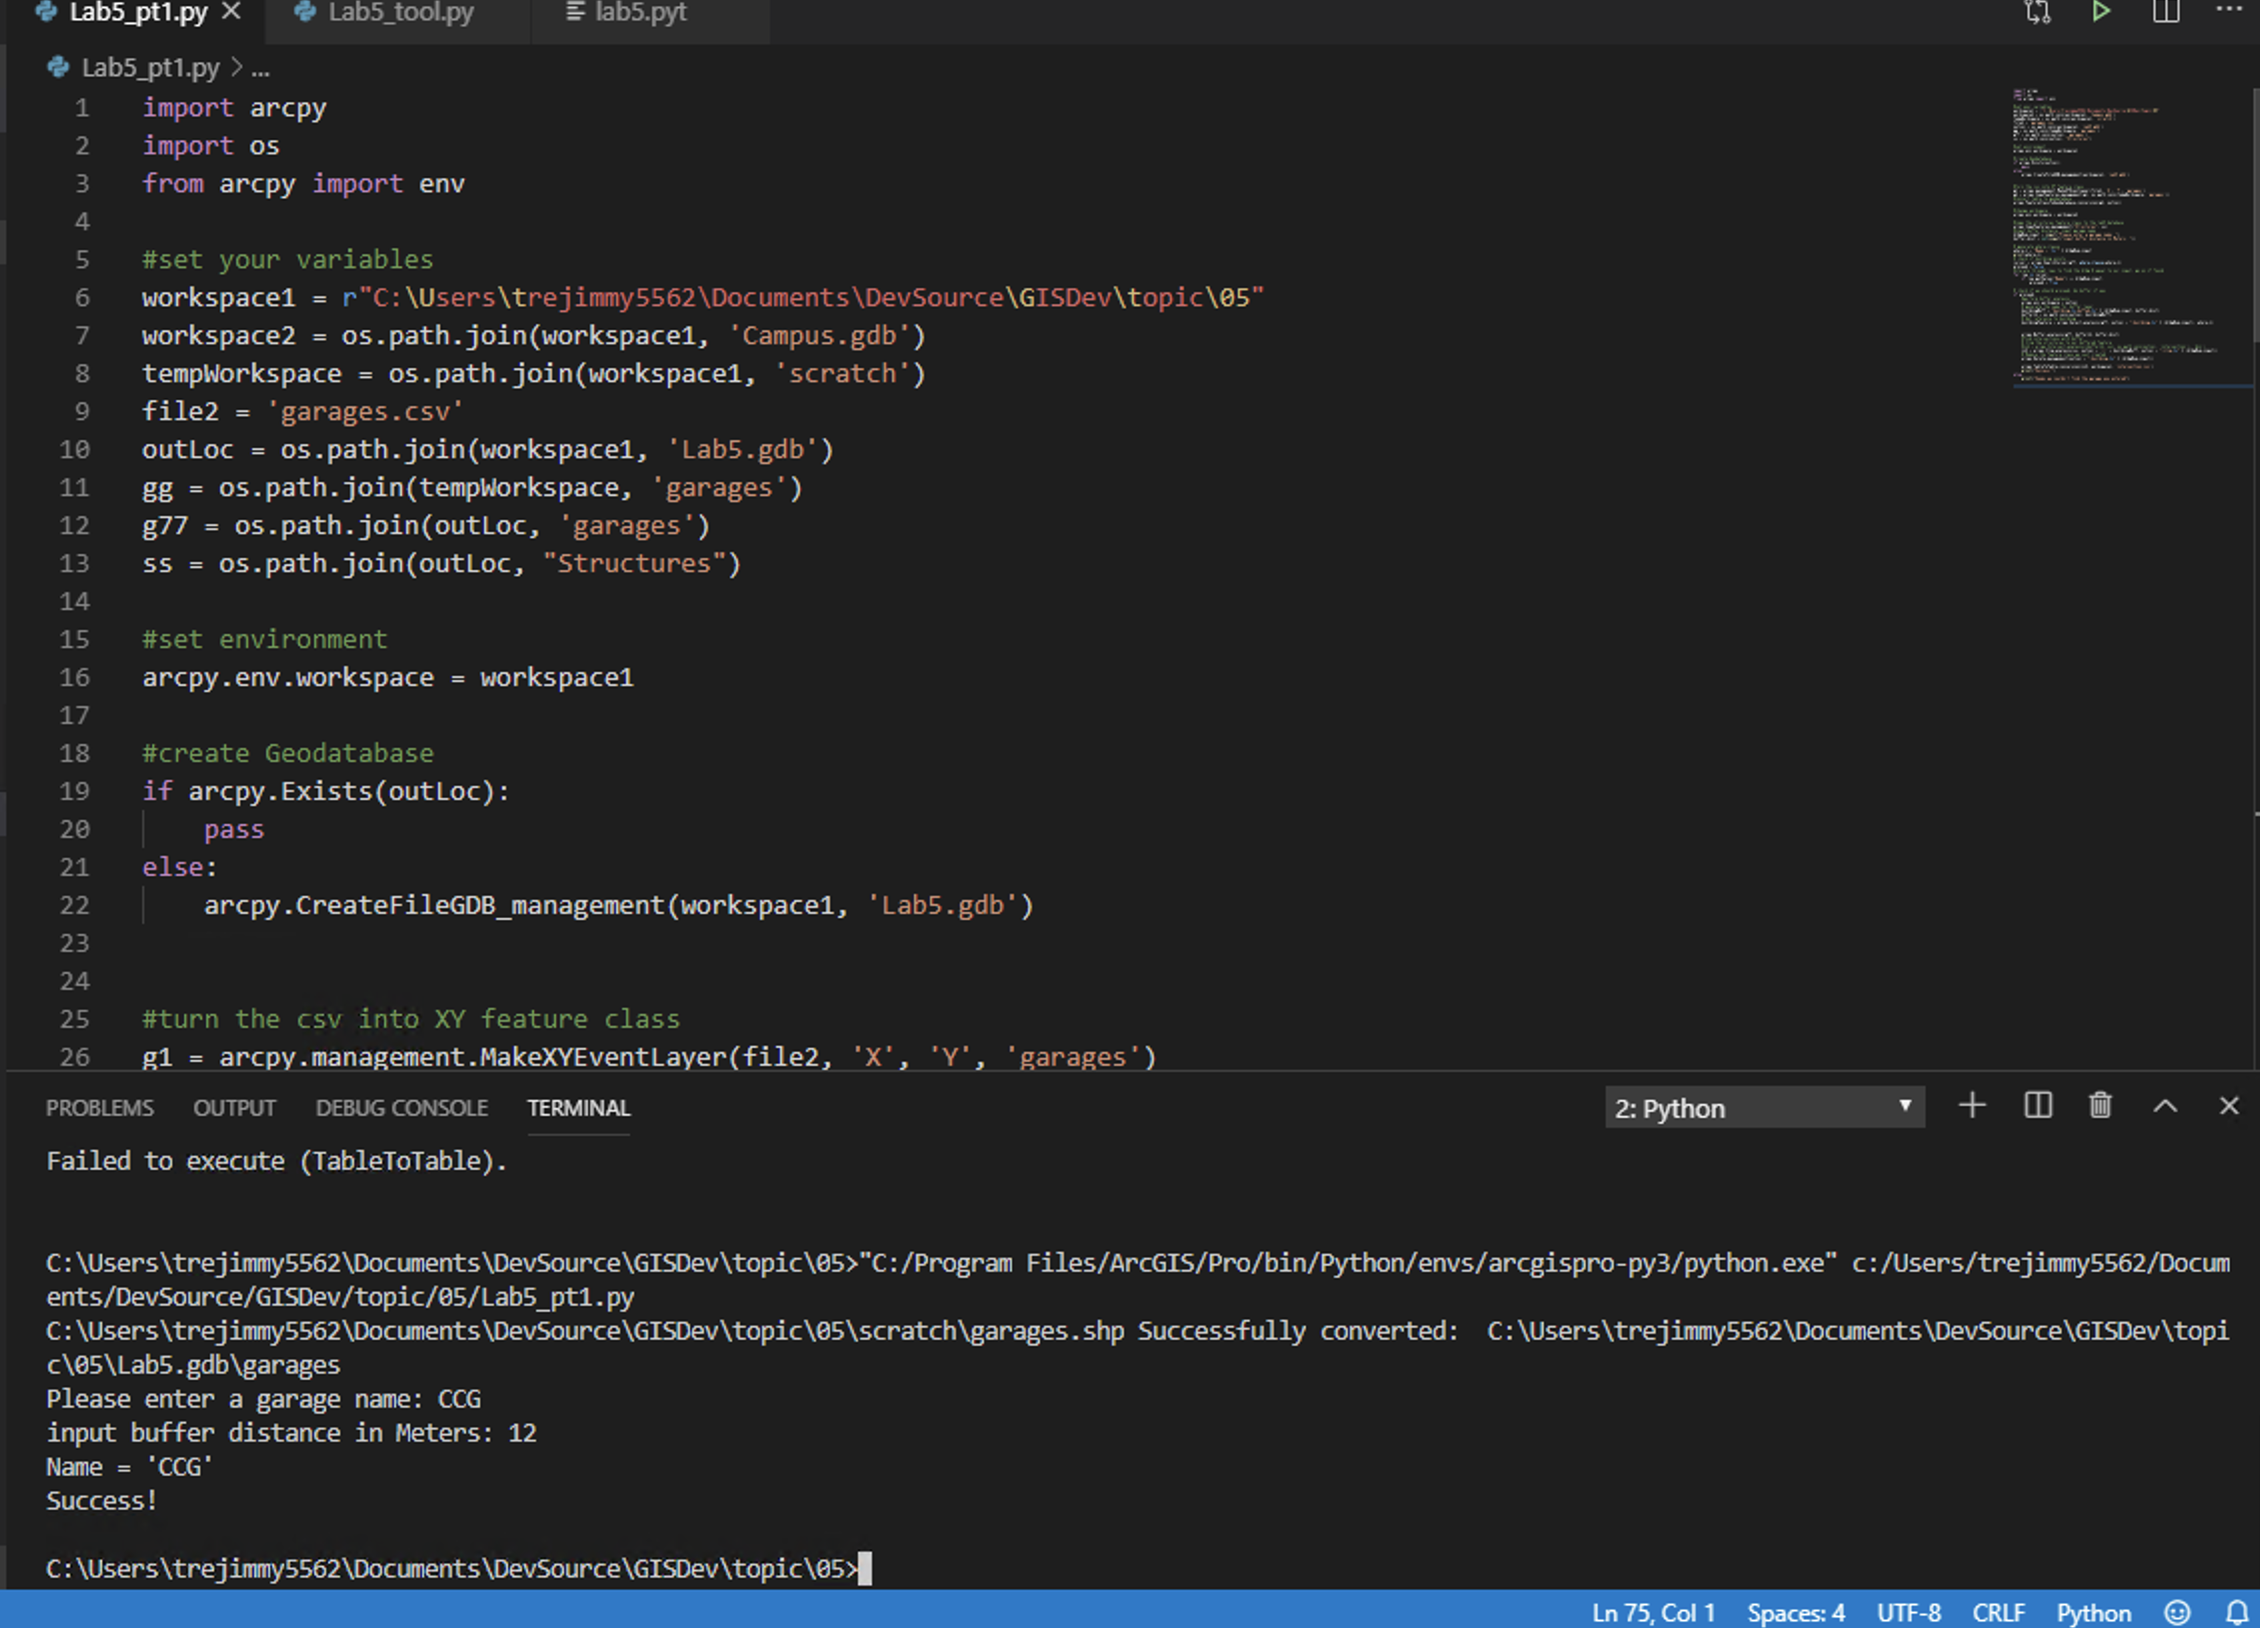 Lab5_pt1.py Lab5_tool.py lab5.pyt
Lab5_pt1.py > ...
1 import arcpy
2 import os
3 from arcpy import env
4
5 #set your variables
6 workspace1 = r"C:\Users\trejimmy5562\Documents\DevSource\GISDev\topic\05"
7 workspace2 = os.path.join(workspace1, 'Campus.gdb')
8 tempWorkspace = os.path.join(workspace1, 'scratch')
9 file2 = 'garages.csv'
10 outLoc = os.path.join(workspace1, 'Lab5.gdb')
11 gg = os.path.join(tempWorkspace, 'garages')
12 g77 = os.path.join(outLoc, 'garages')
13 ss = os.path.join(outLoc, "Structures")
14
15 #set environment
16 arcpy.env.workspace = workspace1
17
18 #create Geodatabase
19 if arcpy.Exists(outLoc):
20     pass
21 else:
22     arcpy.CreateFileGDB_management(workspace1, 'Lab5.gdb')
23
24
25 #turn the csv into XY feature class
26 g1 = arcpy.management.MakeXYEventLayer(file2, 'X', 'Y', 'garages')
PROBLEMS OUTPUT DEBUG CONSOLE TERMINAL 2: Python
Failed to execute (TableToTable).
C:\Users\trejimmy5562\Documents\DevSource\GISDev\topic\05>"C:/Program Files/ArcGIS/Pro/bin/Python/envs/arcgispro-py3/python.exe" c:/Users/trejimmy5562/Docum
ents/DevSource/GISDev/topic/05/Lab5_pt1.py
C:\Users\trejimmy5562\Documents\DevSource\GISDev\topic\05\scratch\garages.shp Successfully converted:  C:\Users\trejimmy5562\Documents\DevSource\GISDev\topi
c\05\Lab5.gdb\garages
Please enter a garage name: CCG
input buffer distance in Meters: 12
Name = 'CCG'
Success!
C:\Users\trejimmy5562\Documents\DevSource\GISDev\topic\05>
Ln 75, Col 1 Spaces: 4 UTF-8 CRLF Python